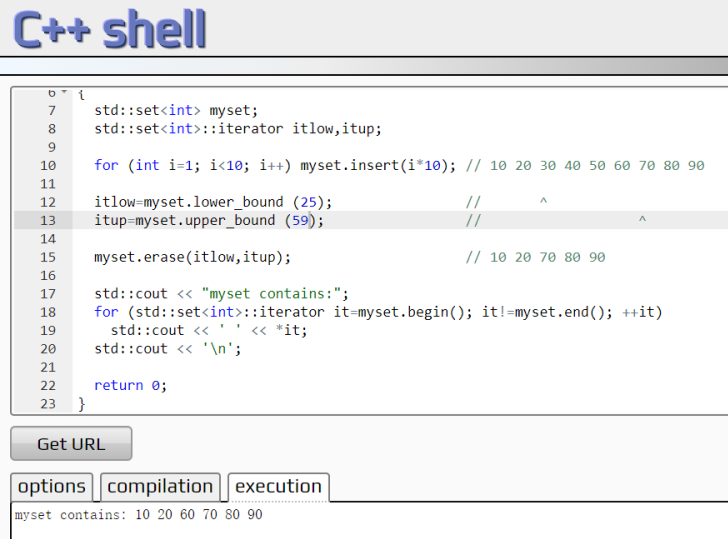 C++ shell
6 {
7 std::set<int> myset;
8 std::set<int>::iterator itlow,itup;
9
10 for (int i=1; i<10; i++) myset.insert(i*10); // 10 20 30 40 50 60 70 80 90
11
12 itlow=myset.lower_bound (25); // ^
13 itup=myset.upper_bound (59); // ^
14
15 myset.erase(itlow,itup); // 10 20 70 80 90
16
17 std::cout << "myset contains:";
18 for (std::set<int>::iterator it=myset.begin(); it!=myset.end(); ++it)
19 std::cout << ' ' << *it;
20 std::cout << '\n';
21
22 return 0;
23 }
Get URL
options compilation execution
myset contains: 10 20 60 70 80 90